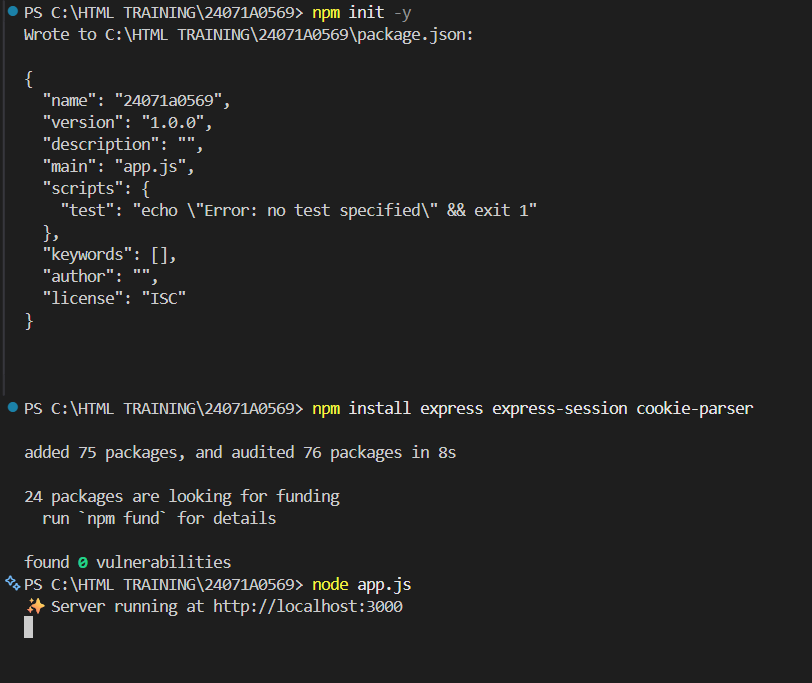 PS C:\HTML TRAINING\24071A0569> npm init -y
Wrote to C:\HTML TRAINING\24071A0569\package.json:
{
  "name": "24071a0569",
  "version": "1.0.0",
  "description": "",
  "main": "app.js",
  "scripts": {
    "test": "echo \"Error: no test specified\" && exit 1"
  },
  "keywords": [],
  "author": "",
  "license": "ISC"
}
PS C:\HTML TRAINING\24071A0569> npm install express express-session cookie-parser
added 75 packages, and audited 76 packages in 8s
24 packages are looking for funding
  run `npm fund` for details
found 0 vulnerabilities
PS C:\HTML TRAINING\24071A0569> node app.js
✨ Server running at http://localhost:3000